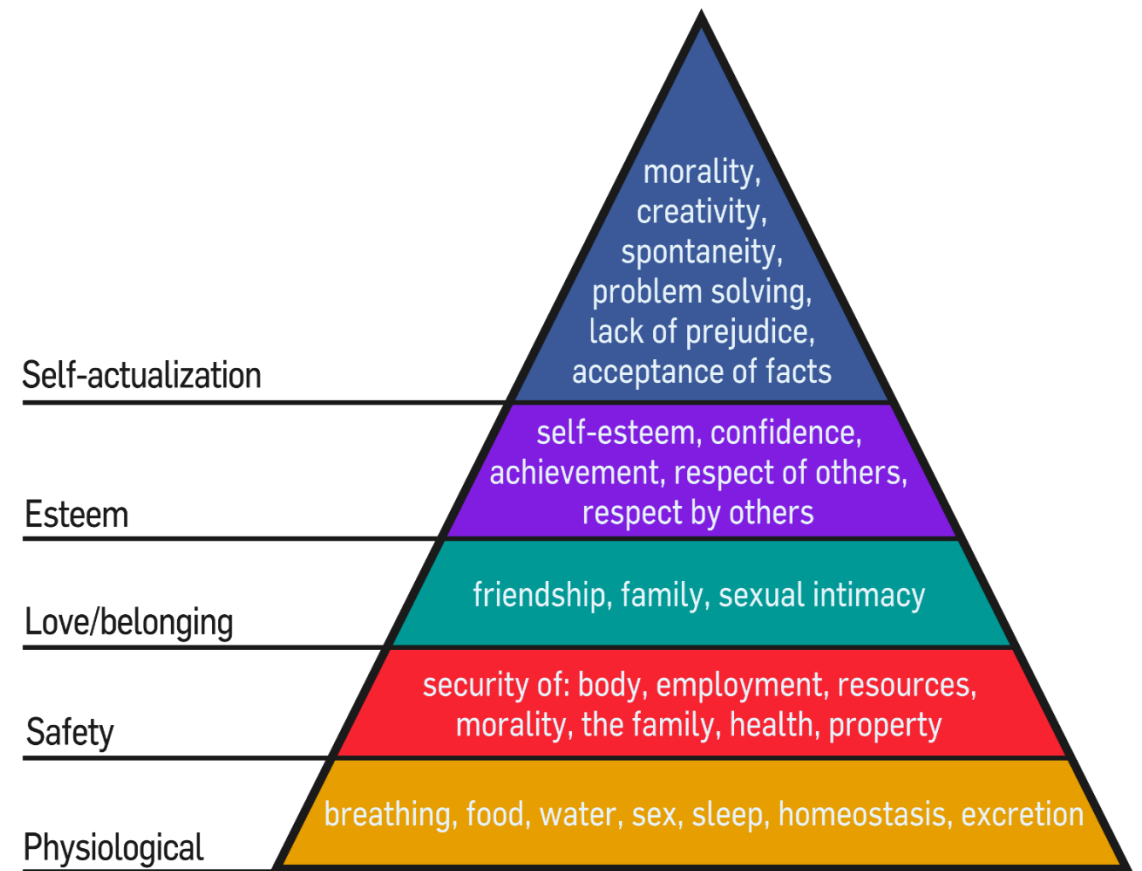 morality,
creativity,
spontaneity,
problem solving,
lack of prejudice,
acceptance of facts
Self-actualization
self-esteem, confidence,
achievement, respect of others,
respect by others
Esteem
friendship, family, sexual intimacy
Love/belonging
security of: body, employment, resources,
morality, the family, health, property
Safety
breathing, food, water, sex, sleep, homeostasis, excretion
Physiological